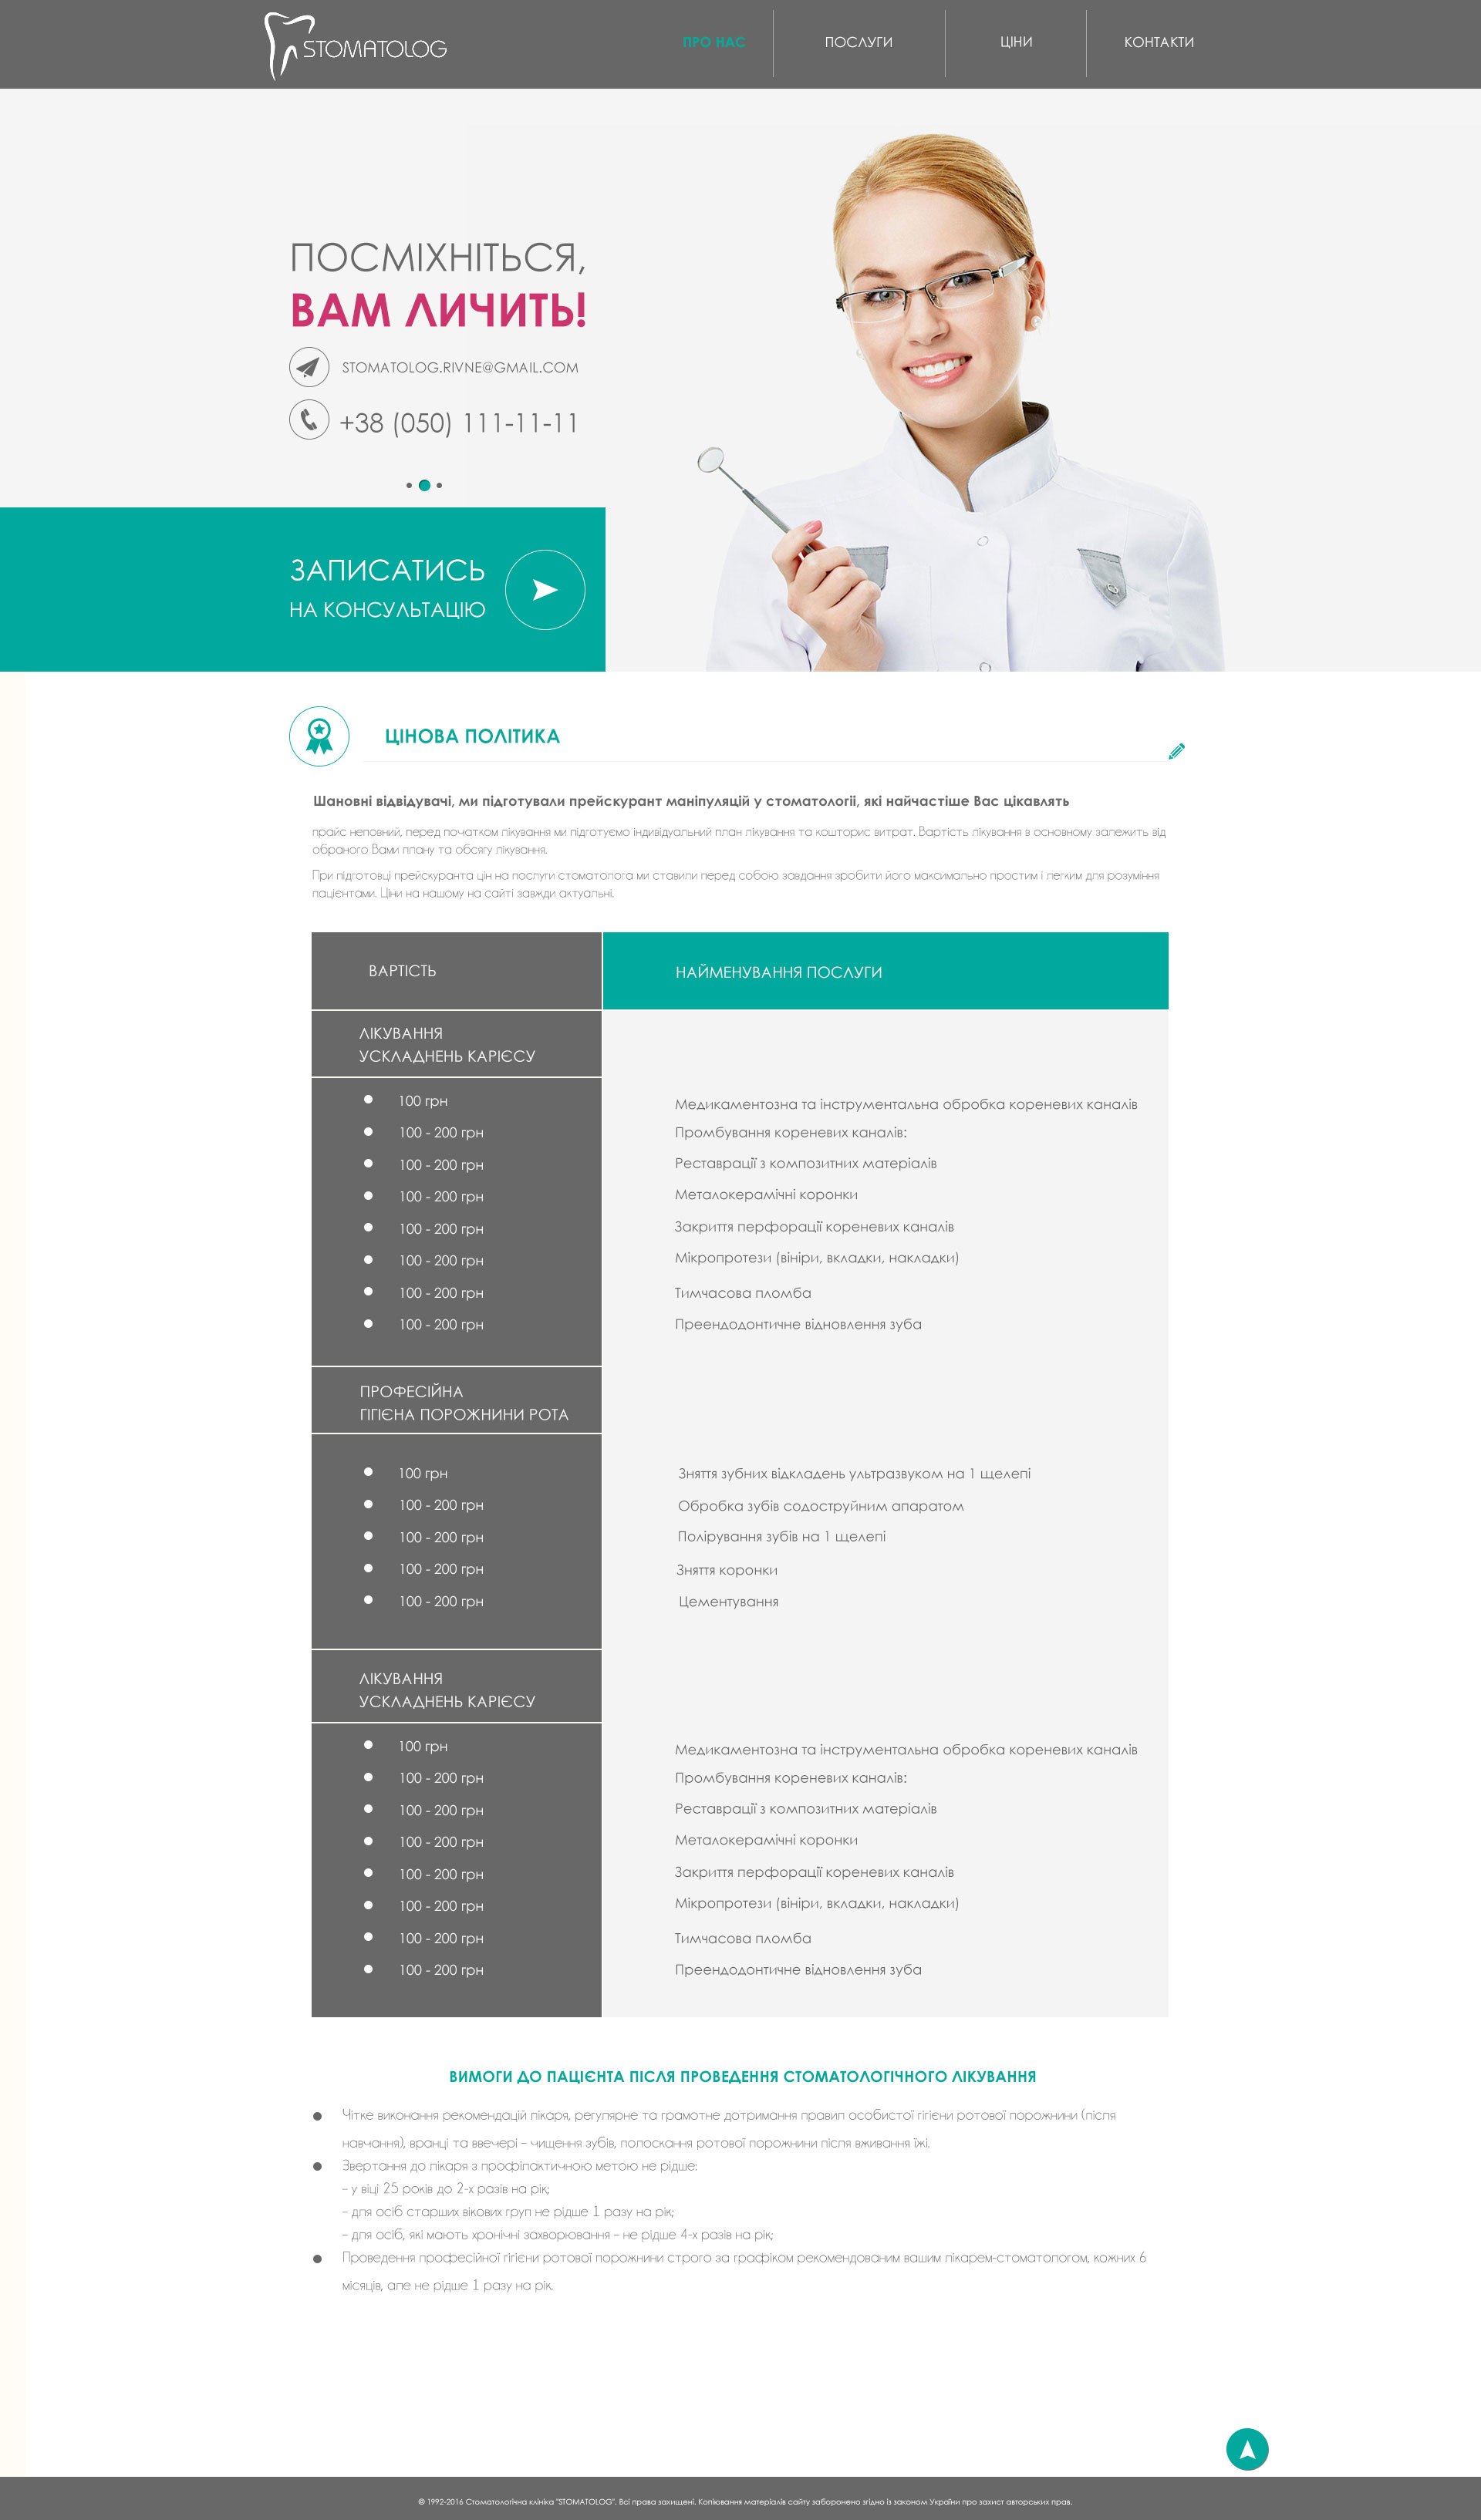 STOMATOLOG
ПРО НАС
ПОСЛУГИ
ЦІНИ
КОНТАКТИ
ПОСМІХНІТЬСЯ,
ВАМ ЛИЧИТЬ!
STOMATOLOG.RIVNE@GMAIL.COM
+38 (050) 111-11-11
ЗАПИСАТИСЬ
НА КОНСУЛЬТАЦІЮ
ЦІНОВА ПОЛІТИКА
Шановні відвідувачі, ми підготували прейскурант маніпуляцій у стоматології, які найчастіше Вас цікавлять
прайс неповний, перед початком лікування ми підготуємо індивідуальний план лікування та кошторис витрат. Вартість лікування в основному залежить від
обраного Вами плану та обсягу лікування.
При підготовці прейскуранта цін на послуги стоматолога ми ставили перед собою завдання зробити його максимально простим і легким для розуміння
пацієнтами. Ціни на нашому на сайті завжди актуальні.
ВАРТІСТЬ
НАЙМЕНУВАННЯ ПОСЛУГИ
ЛІКУВАННЯ
УСКЛАДНЕНЬ КАРІЄСУ
100 грн
Медикаментозна та інструментальна обробка кореневих каналів
100 - 200 грн
Промбування кореневих каналів:
100 - 200 грн
Реставрації з композитних матеріалів
100 - 200 грн
Металокерамічні коронки
100 - 200 грн
Закриття перфорації кореневих каналів
100 - 200 грн
Мікропротези (вініри, вкладки, накладки)
100 - 200 грн
Тимчасова пломба
100 - 200 грн
Преендодонтичне відновлення зуба
ПРОФЕСІЙНА
ГІГІЄНА ПОРОЖНИНИ РОТА
100 грн
Зняття зубних відкладень ультразвуком на 1 щелепі
100 - 200 грн
Обробка зубів содоструйним апаратом
100 - 200 грн
Полірування зубів на 1 щелепі
100 - 200 грн
Зняття коронки
100 - 200 грн
Цементування
ЛІКУВАННЯ
УСКЛАДНЕНЬ КАРІЄСУ
100 грн
Медикаментозна та інструментальна обробка кореневих каналів
100 - 200 грн
Промбування кореневих каналів:
100 - 200 грн
Реставрації з композитних матеріалів
100 - 200 грн
Металокерамічні коронки
100 - 200 грн
Закриття перфорації кореневих каналів
100 - 200 грн
Мікропротези (вініри, вкладки, накладки)
100 - 200 грн
Тимчасова пломба
100 - 200 грн
Преендодонтичне відновлення зуба
ВИМОГИ ДО ПАЦІЄНТА ПІСЛЯ ПРОВЕДЕННЯ СТОМАТОЛОГІЧНОГО ЛІКУВАННЯ
Чітке виконання рекомендацій лікаря, регулярне та грамотне дотримання правил особистої гігієни ротової порожнини (після
навчання), вранці та ввечері – чищення зубів, полоскання ротової порожнини після вживання їжі.
Звертання до лікаря з профілактичною метою не рідше:
– у віці 25 років до 2-х разів на рік;
– для осіб старших вікових груп не рідше 1 разу на рік;
– для осіб, які мають хронічні захворювання – не рідше 4-х разів на рік;
Проведення професійної гігієни ротової порожнини строго за графіком рекомендованим вашим лікарем-стоматологом, кожних 6
місяців, але не рідше 1 разу на рік.
© 1992-2016 Стоматологічна клініка "STOMATOLOG". Всі права захищені. Копіювання матеріалів сайту заборонено згідно із законом України про захист авторських прав.